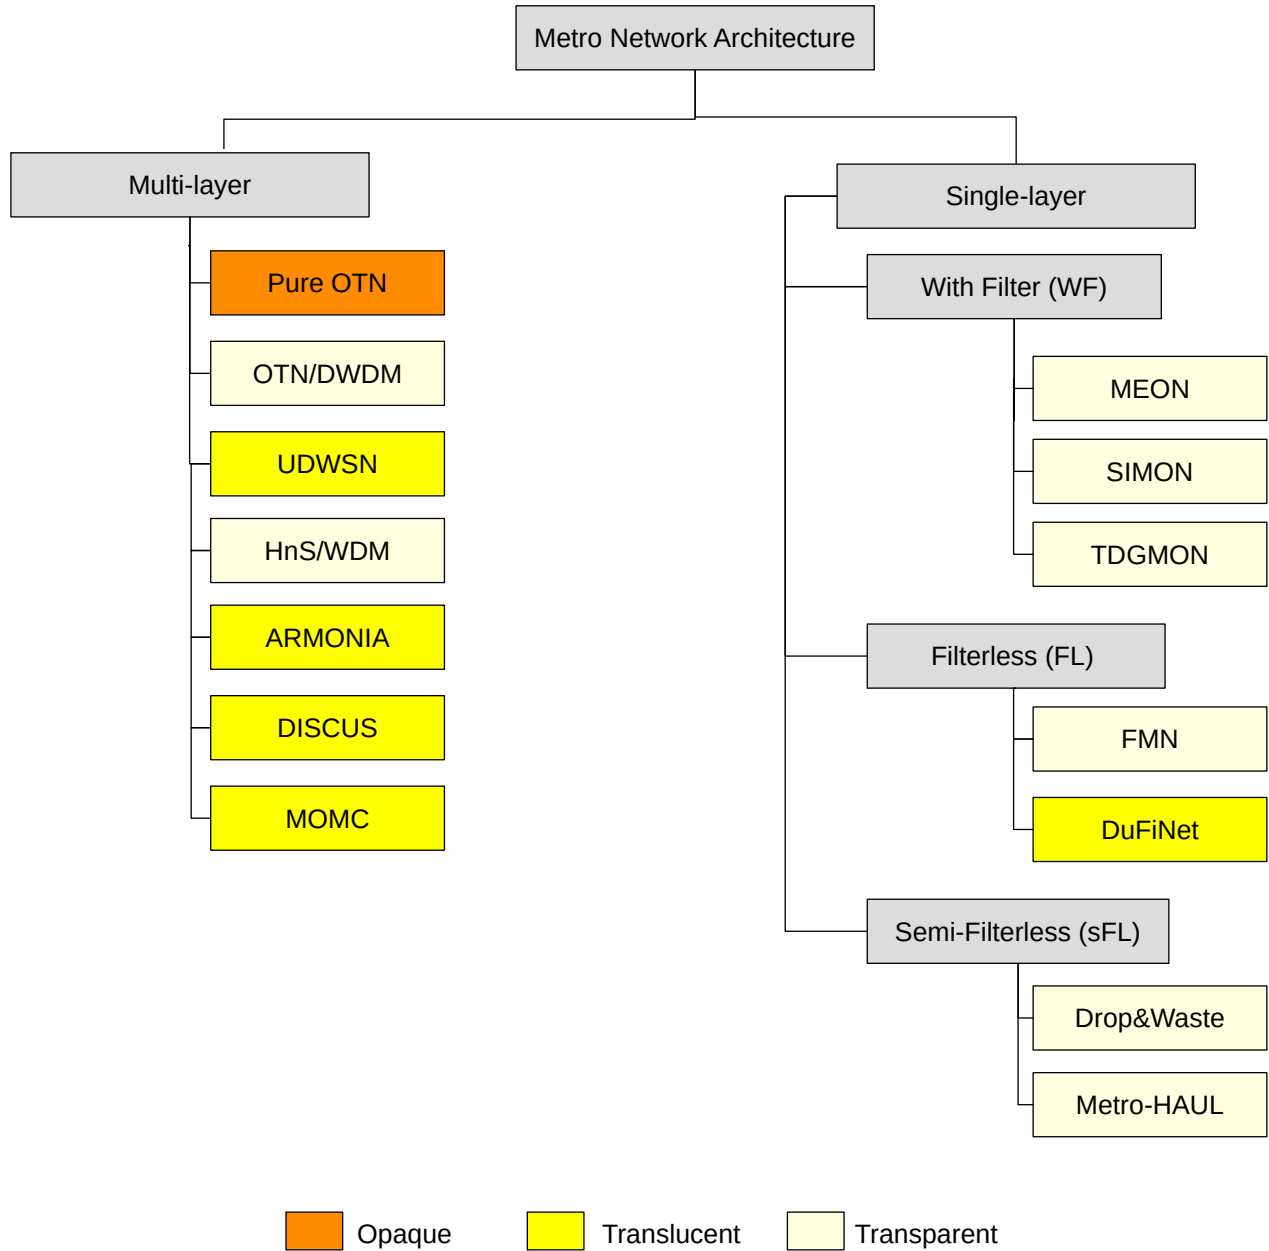 Metro Network Architecture
Multi-layer
Pure OTN
OTN/DWDM
UDWSN
HnS/WDM
ARMONIA
DISCUS
MOMC
Single-layer
With Filter (WF)
MEON
SIMON
TDGMON
Filterless (FL)
FMN
DuFiNet
Semi-Filterless (sFL)
Drop&Waste
Metro-HAUL
Opaque
Translucent
Transparent